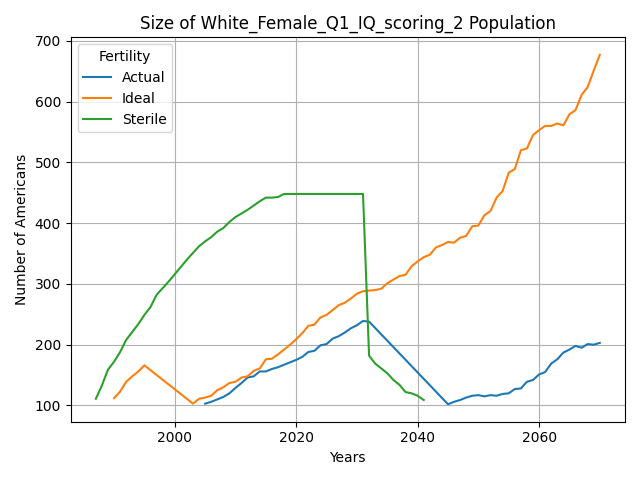 Size of White_Female_Q1_IQ_scoring_2 Population
Fertility
Actual
Ideal
Sterile
Number of Americans
700
600
500
400
300
200
100
2000
2020
2040
2060
Years